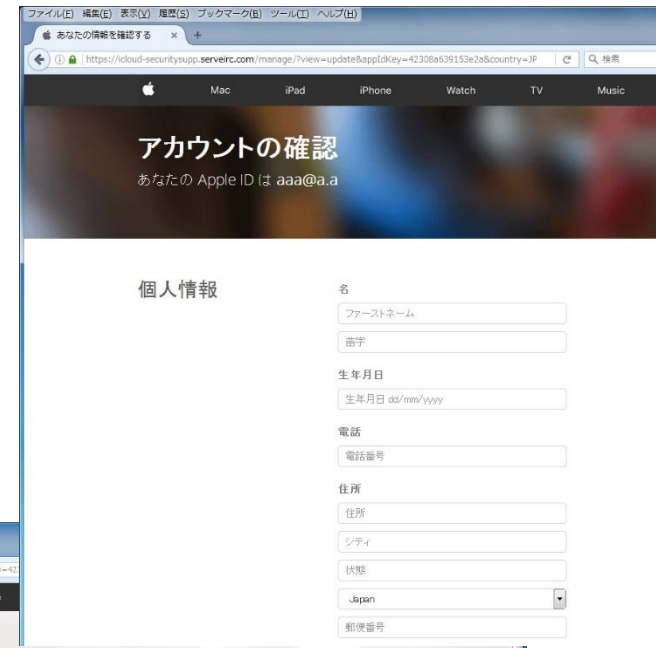 ファイル(F) 編集(E) 表示(V) 履歴(S) ブックマーク(B) ツール(T) ヘルプ(H)
あなたの情報を確認する × +
https://icloud-securitysupp.serveirc.com/manage/?view=update&appIdKey=42308a639153e2a&country=JP 検索
Mac iPad iPhone Watch TV Music
アカウントの確認
あなたの Apple ID は aaa@a.a
個人情報
名
ファーストネーム
苗字
生年月日
生年月日 dd/mm/yyyy
電話
電話番号
住所
住所
シティ
状態
Japan
郵便番号